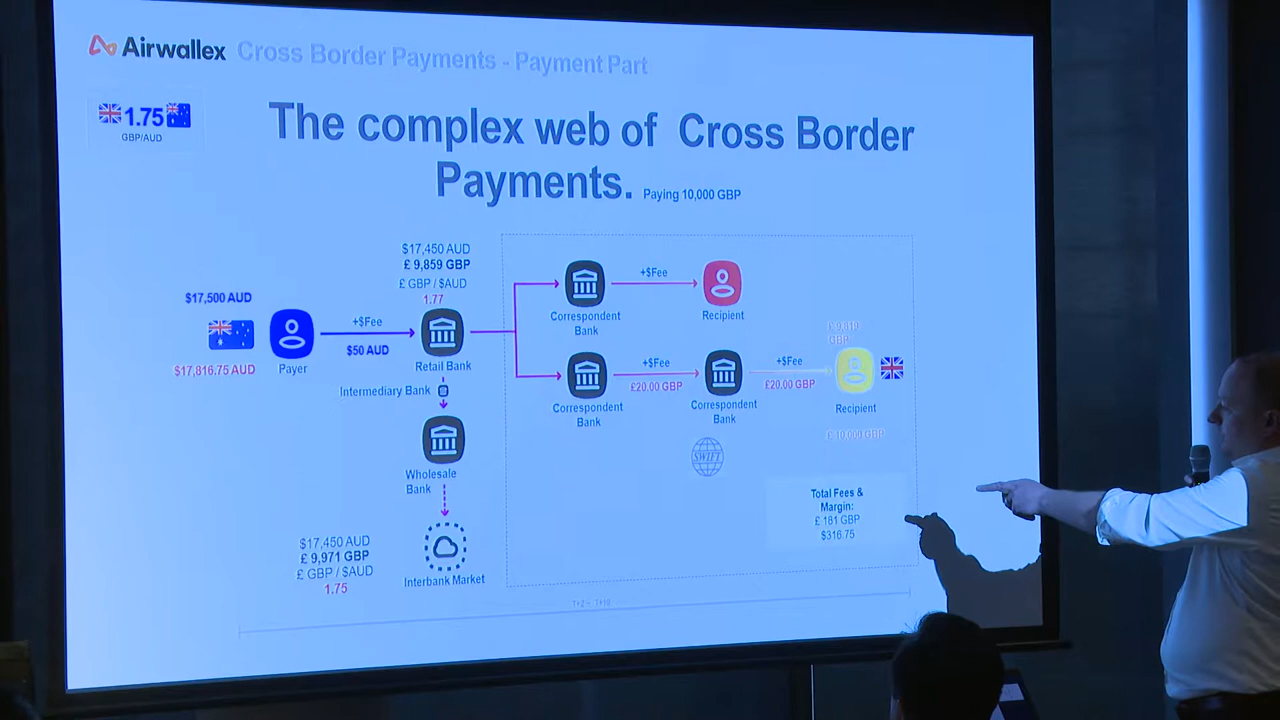 Airwallex Cross Border Payments - Payment Part
1.75
GBP/AUD
The complex web of Cross Border
Payments. Paying 10,000 GBP
$17,450 AUD
£ 9,859 GBP
£ GBP / $AUD
1.77
$17,500 AUD
+$Fee
$50 AUD
$17,816.75 AUD
Payer
Retail Bank
Intermediary Bank
Wholesale
Bank
$17,450 AUD
£ 9,971 GBP
£ GBP / $AUD
1.75
Interbank Market
Correspondent
Bank
+$Fee
Recipient
Correspondent
Bank
+$Fee
£20.00 GBP
Correspondent
Bank
+$Fee
£20.00 GBP
£ 9,819
GBP
Recipient
£ 10,000 GBP
SWIFT
Total Fees &
Margin:
£ 181 GBP
$316.75